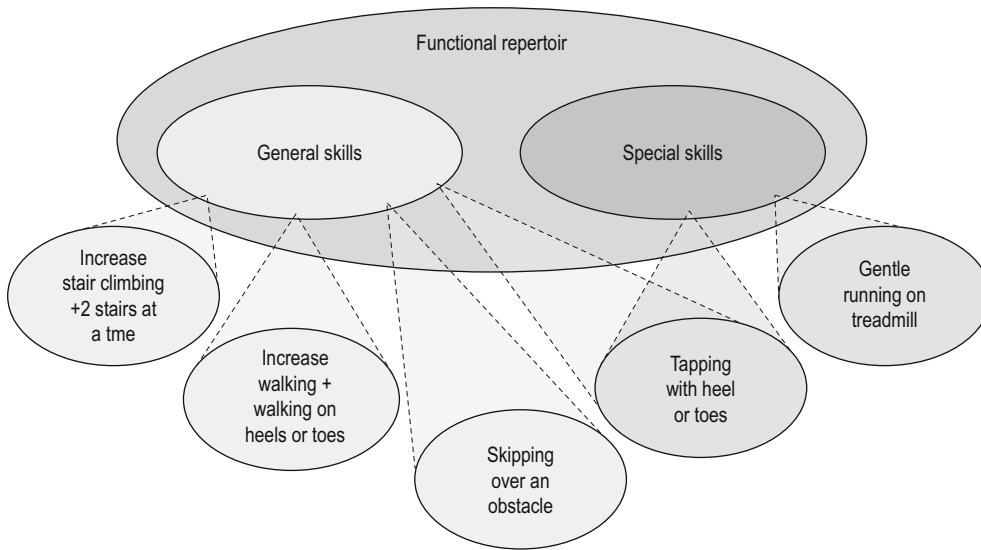 Functional repertoir
General skills
Special skills
Increase
stair climbing
+2 stairs at
a tme
Increase
walking +
walking on
heels or toes
Skipping
over an
obstacle
Tapping
with heel
or toes
Gentle
running on
treadmill